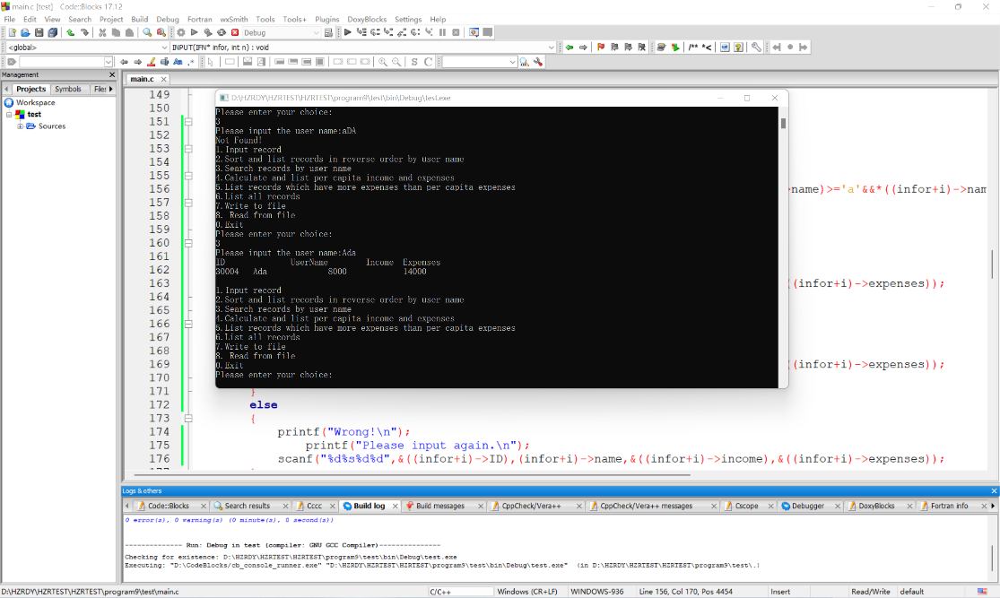 main.c [test] - Code::Blocks 17.12
File Edit View Search Project Build Debug Fortran wxSmith Tools Tools+ Plugins DoxyBlocks Settings Help
Debug
<global> INPUT(IFN* infor, int n) : void
/** *<
S C
Management
Projects Symbols Files
Workspace
test
Sources
main.c
149
150
151
152
153
154
155
156 >name)>='a'&&*((infor+i)->nam
157
158
159
160
161
162
163 ((infor+i)->expenses));
164
165
166
167
168
169 ((infor+i)->expenses));
170
171 }
172 else
173 {
174 printf("Wrong!\n");
175 printf("Please input again.\n");
176 scanf("%d%s%d%d",&((infor+i)->ID),(infor+i)->name,&((infor+i)->income),&((infor+i)->expenses));
D:\HZRDY\HZRTEST\HZRTEST\program9\test\bin\Debug\test.exe
Please enter your choice:
3
Please input the user name:aDA
Not Found!
1.Input record
2.Sort and list records in reverse order by user name
3.Search records by user name
4.Calculate and list per capita income and expenses
5.List records which have more expenses than per capita expenses
6.List all records
7.Write to file
8. Read from file
0.Exit
Please enter your choice:
3
Please input the user name:Ada
ID UserName Income Expenses
30004 Ada 8000 14000
1.Input record
2.Sort and list records in reverse order by user name
3.Search records by user name
4.Calculate and list per capita income and expenses
5.List records which have more expenses than per capita expenses
6.List all records
7.Write to file
8. Read from file
0.Exit
Please enter your choice:
Logs & others
Code::Blocks Search results Cccc Build log Build messages CppCheck/Vera++ CppCheck/Vera++ messages Cscope Debugger DoxyBlocks Fortran info
0 error(s), 0 warning(s) (0 minute(s), 0 second(s))
-------------- Run: Debug in test (compiler: GNU GCC Compiler)---------------
Checking for existence: D:\HZRDY\HZRTEST\HZRTEST\program9\test\bin\Debug\test.exe
Executing: "D:\CodeBlocks/cb_console_runner.exe" "D:\HZRDY\HZRTEST\HZRTEST\program9\test\bin\Debug\test.exe" (in D:\HZRDY\HZRTEST\HZRTEST\program9\test\.)
D:\HZRDY\HZRTEST\HZRTEST\program9\test\main.c C/C++ Windows (CR+LF) WINDOWS-936 Line 156, Col 170, Pos 4454 Insert Read/Write default